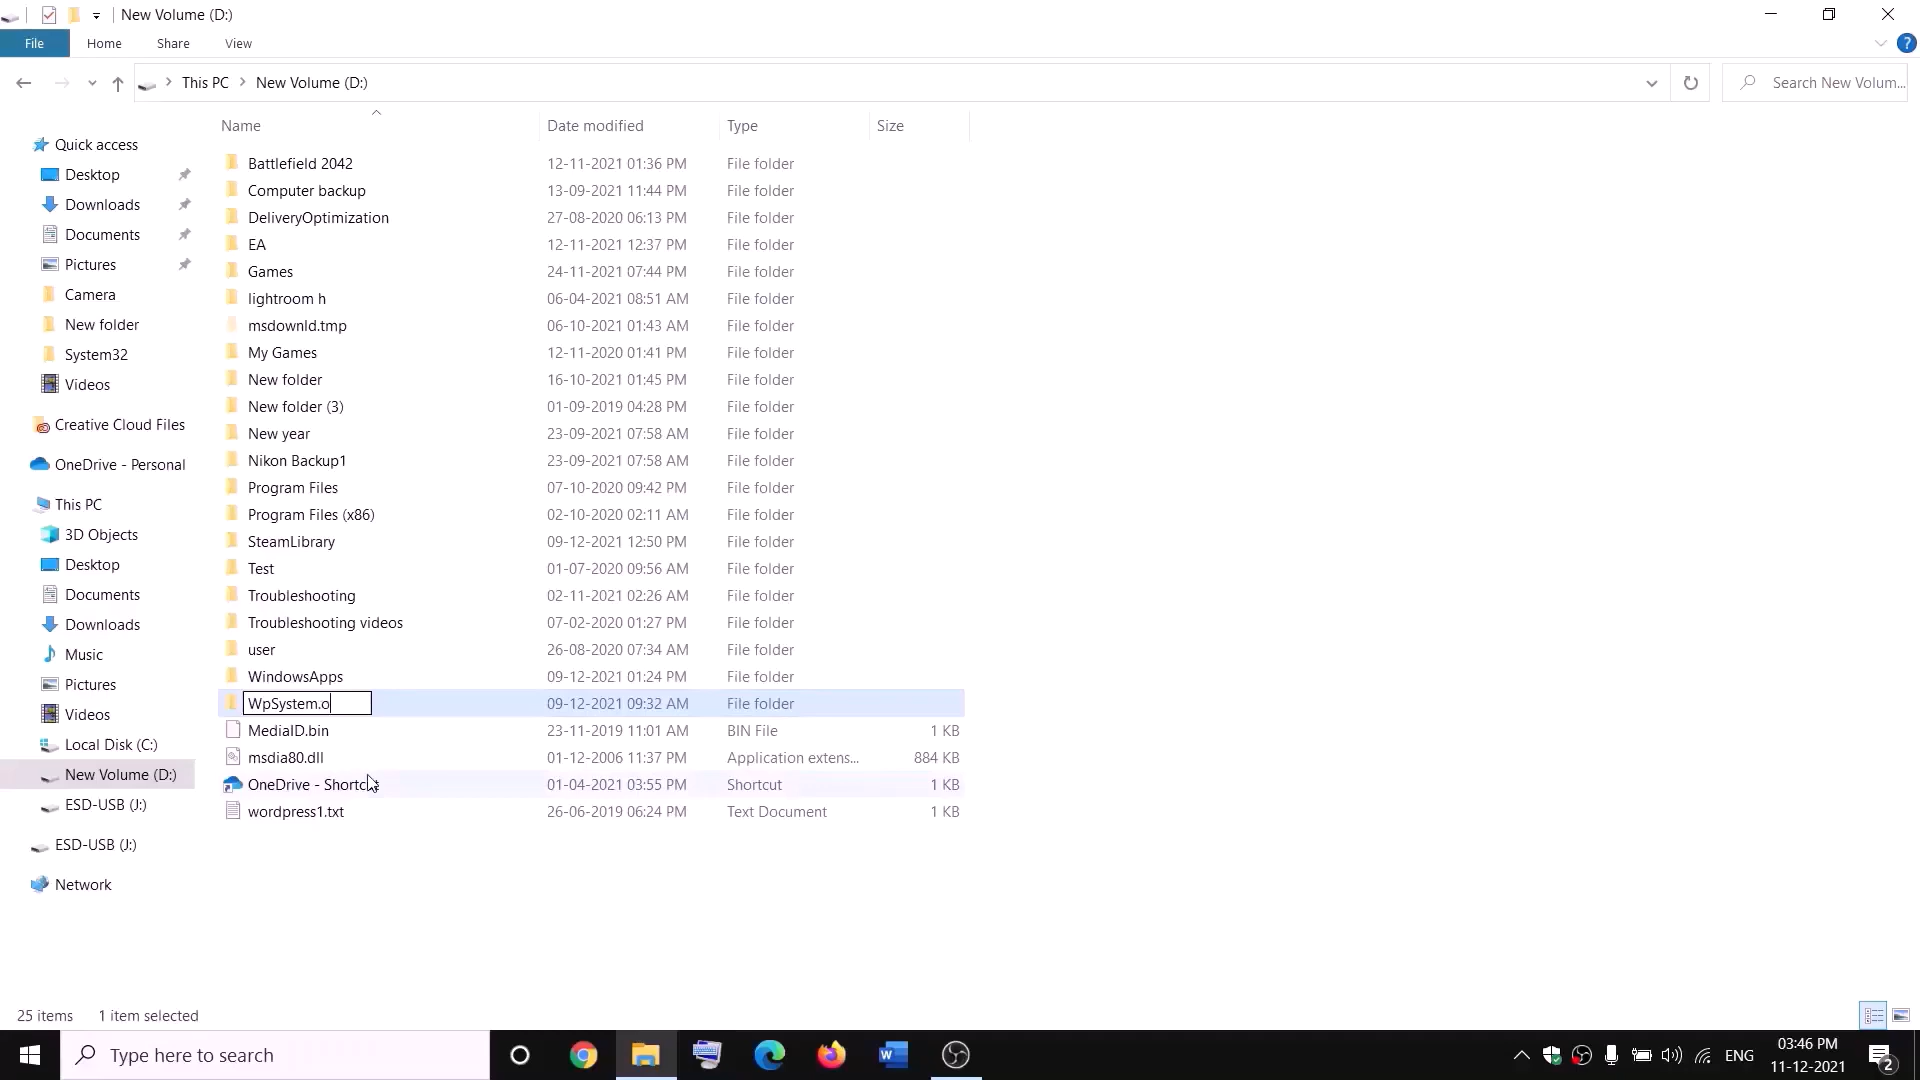 New Volume (D:)
File Home Share View
This PC New Volume (D:) Search New Volum...
Name Date modified Type Size
Quick access
Desktop
Downloads
Documents
Pictures
Camera
New folder
System32
Videos
Creative Cloud Files
OneDrive - Personal
This PC
3D Objects
Desktop
Documents
Downloads
Music
Pictures
Videos
Local Disk (C:)
New Volume (D:)
ESD-USB (J:)
ESD-USB (J:)
Network
Battlefield 2042 12-11-2021 01:36 PM File folder
Computer backup 13-09-2021 11:44 PM File folder
DeliveryOptimization 27-08-2020 06:13 PM File folder
EA 12-11-2021 12:37 PM File folder
Games 24-11-2021 07:44 PM File folder
lightroom h 06-04-2021 08:51 AM File folder
msdownld.tmp 06-10-2021 01:43 AM File folder
My Games 12-11-2020 01:41 PM File folder
New folder 16-10-2021 01:45 PM File folder
New folder (3) 01-09-2019 04:28 PM File folder
New year 23-09-2021 07:58 AM File folder
Nikon Backup1 23-09-2021 07:58 AM File folder
Program Files 07-10-2020 09:42 PM File folder
Program Files (x86) 02-10-2020 02:11 AM File folder
SteamLibrary 09-12-2021 12:50 PM File folder
Test 01-07-2020 09:56 AM File folder
Troubleshooting 02-11-2021 02:26 AM File folder
Troubleshooting videos 07-02-2020 01:27 PM File folder
user 26-08-2020 07:34 AM File folder
WindowsApps 09-12-2021 01:24 PM File folder
WpSystem.o 09-12-2021 09:32 AM File folder
MediaID.bin 23-11-2019 11:01 AM BIN File 1 KB
msdia80.dll 01-12-2006 11:37 PM Application extens... 884 KB
OneDrive - Shortcut 01-04-2021 03:55 PM Shortcut 1 KB
wordpress1.txt 26-06-2019 06:24 PM Text Document 1 KB
25 items 1 item selected
Type here to search ENG 03:46 PM
11-12-2021 2